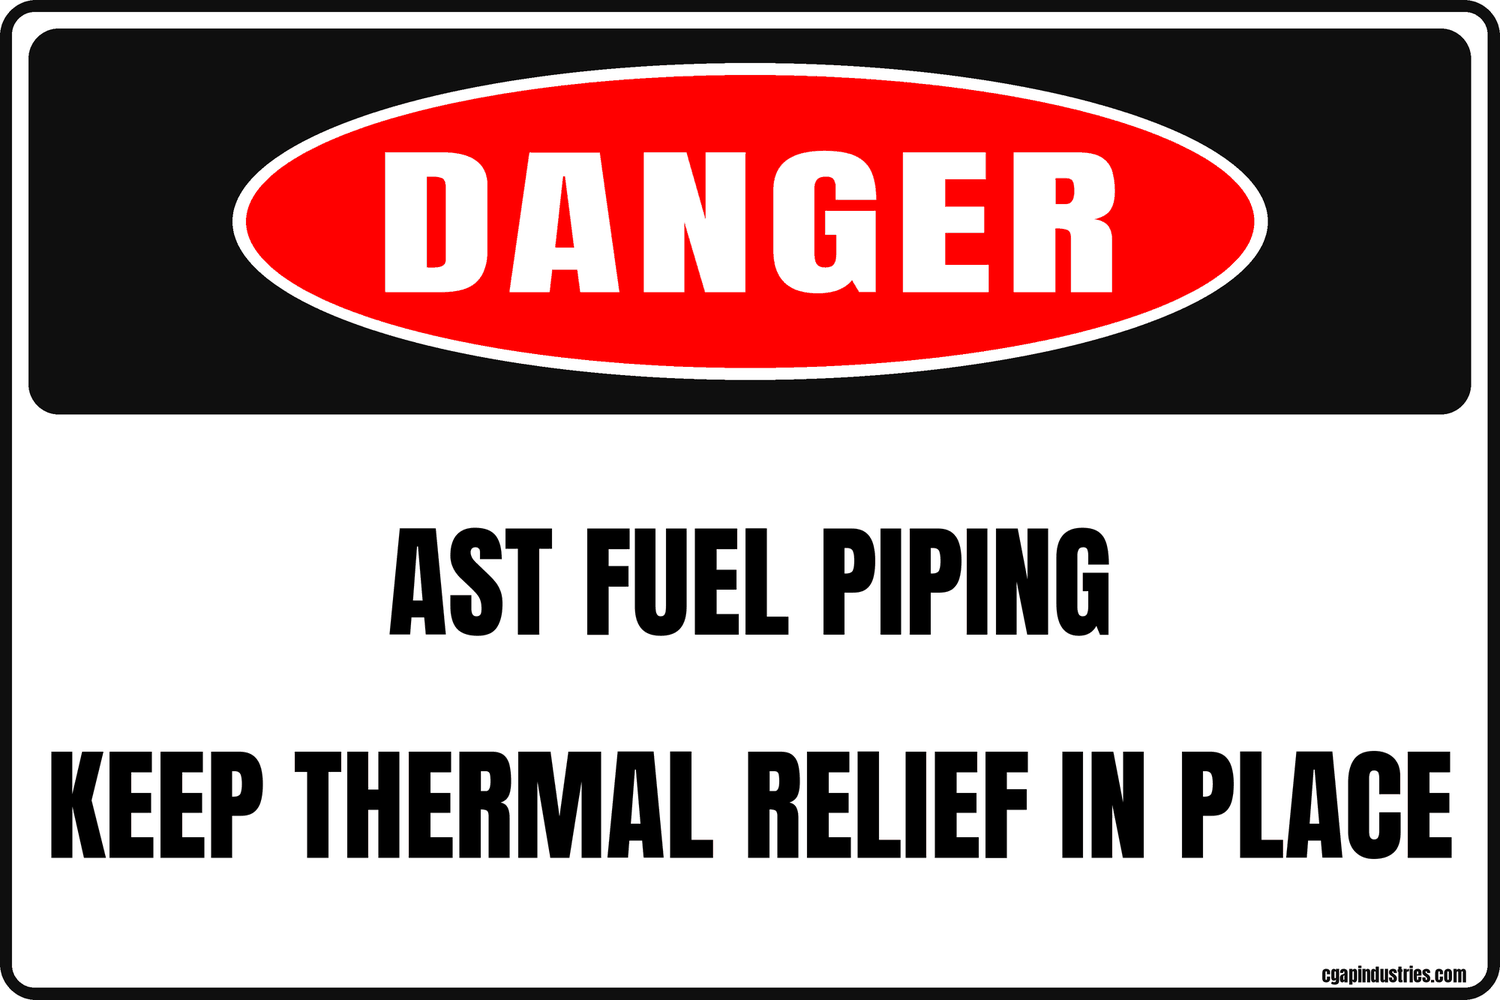 DANGER
AST FUEL PIPING
KEEP THERMAL RELIEF IN PLACE
cgapindustries.com